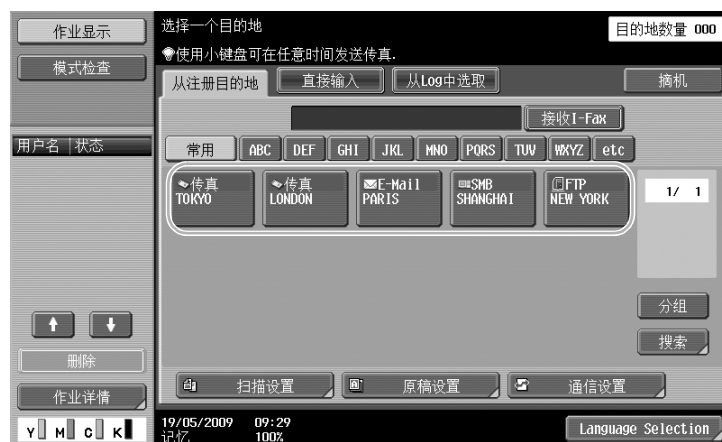 作业显示
模式检查
用户名 状态
删除
作业详情
Y M C K
选择一个目的地
目的地数量 000
使用小键盘可在任意时间发送传真.
从注册目的地 直接输入 从Log中选取 摘机
接收I-Fax
常用 ABC DEF GHI JKL MNO PQRS TUV WXYZ etc
传真 TOKYO
传真 LONDON
E-Mail PARIS
SMB SHANGHAI
FTP NEW YORK
1/ 1
分组
搜索
扫描设置 原稿设置 通信设置
19/05/2009 09:29
记忆 100%
Language Selection